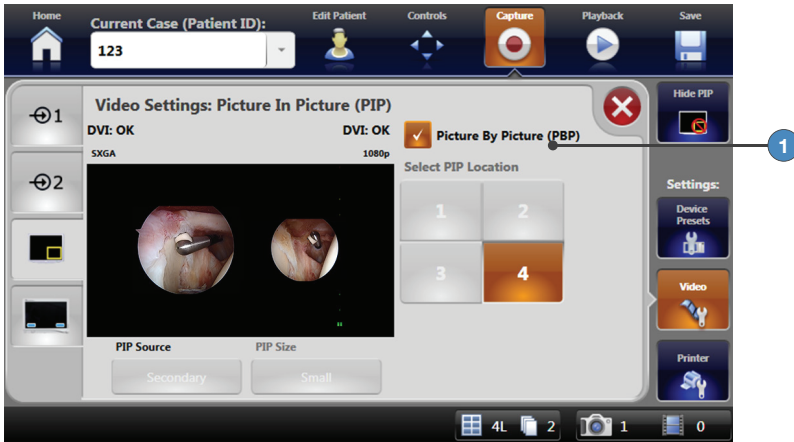 Home
Current Case (Patient ID):
123
Edit Patient
Controls
Capture
Playback
Save
1
2
Video Settings: Picture In Picture (PIP)
DVI: OK
DVI: OK
SXGA
1080p
Picture By Picture (PBP)
1
Select PIP Location
1
2
3
4
PIP Source
PIP Size
Secondary
Small
Hide PIP
Settings:
Device
Presets
Video
Printer
4L
2
1
0